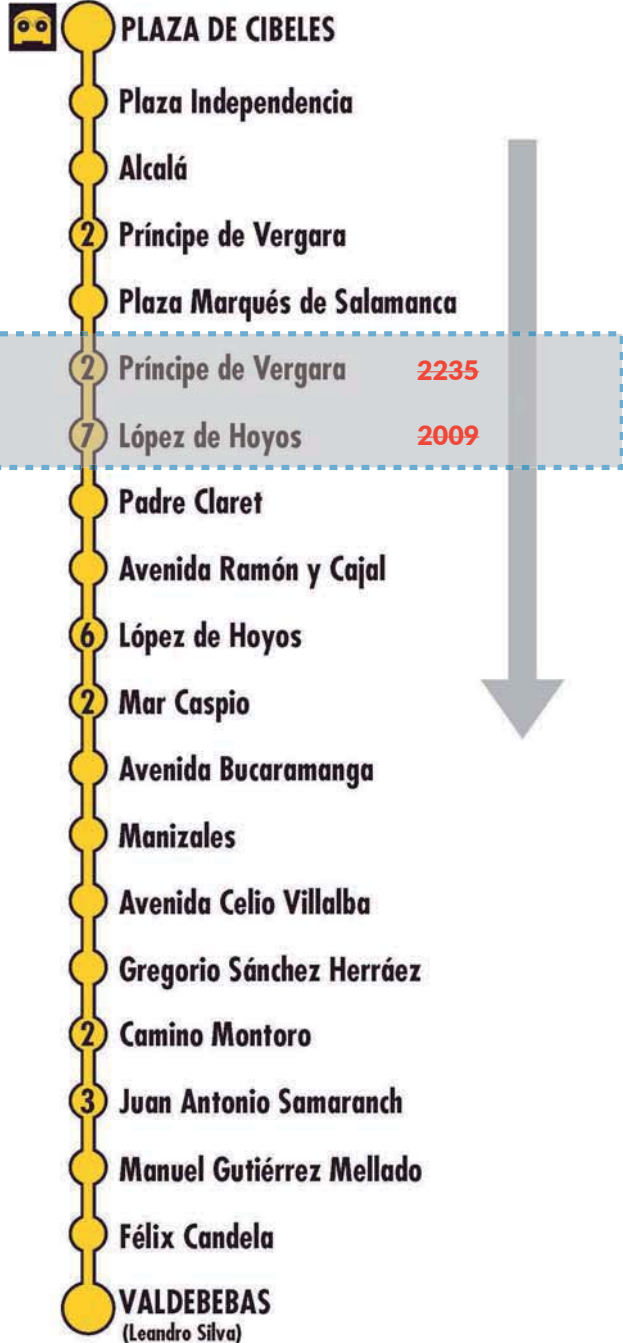 PLAZA DE CIBELES
Plaza Independencia
Alcalá
2 Príncipe de Vergara
Plaza Marqués de Salamanca
2 Príncipe de Vergara 2235
7 López de Hoyos 2009
Padre Claret
Avenida Ramón y Cajal
6 López de Hoyos
2 Mar Caspio
Avenida Bucaramanga
Manizales
Avenida Celio Villalba
Gregorio Sánchez Herráez
2 Camino Montoro
3 Juan Antonio Samaranch
Manuel Gutiérrez Mellado
Félix Candela
VALDEBEBAS
(Leandro Silva)